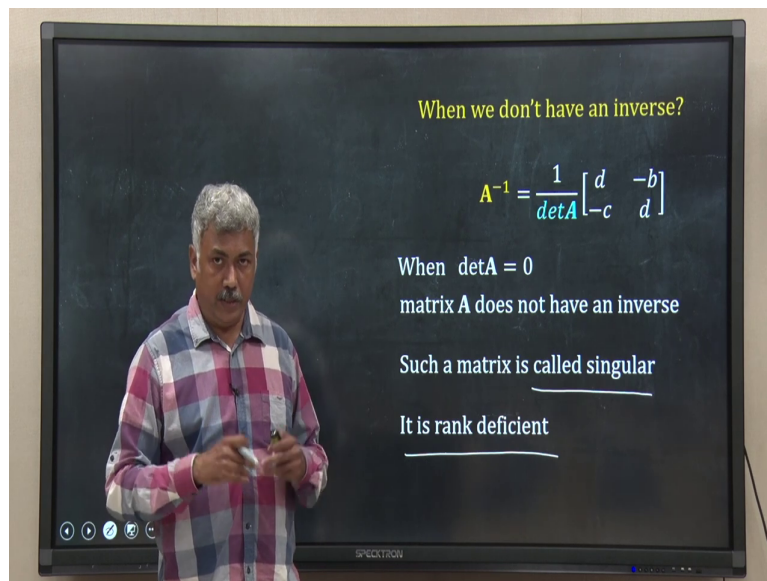 When we don't have an inverse?
A⁻¹ = 1/detA [d −b; −c d]
When detA = 0
matrix A does not have an inverse
Such a matrix is called singular
It is rank deficient
SPECKTRON